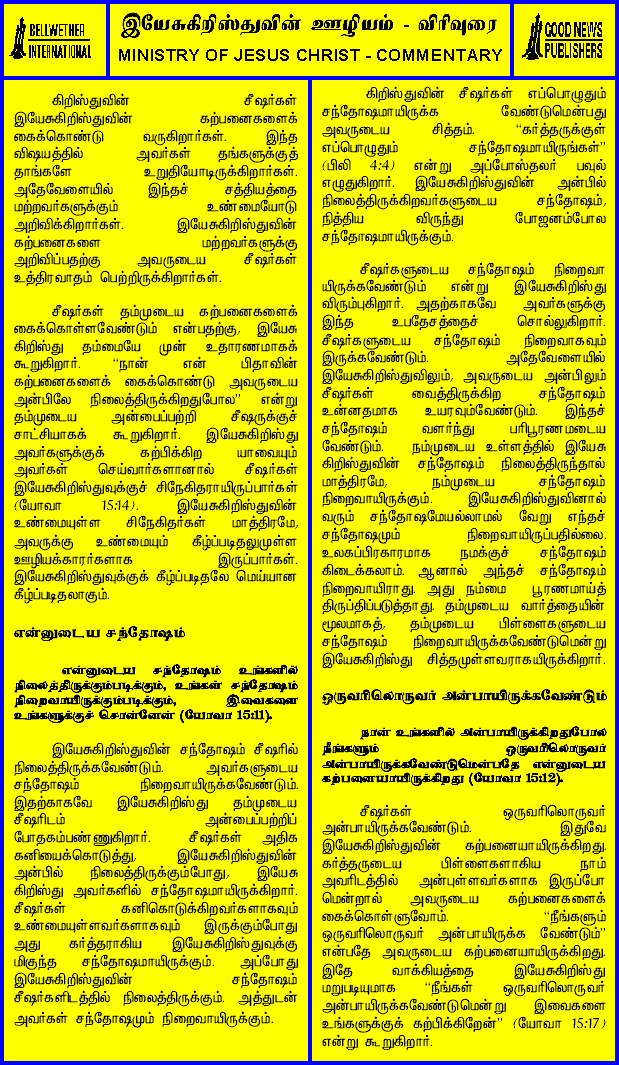 BELLWETHER
INTERNATIONAL
இயேசுகிறிஸ்துவின் ஊழியம் - விரிவுரை
MINISTRY OF JESUS CHRIST - COMMENTARY
GOOD NEWS
PUBLISHERS
கிறிஸ்துவின் சீஷர்கள்
இயேசுகிறிஸ்துவின் கற்பனைகளைக்
கைக்கொண்டு வருகிறார்கள். இந்த
விஷயத்தில் அவர்கள் தங்களுக்குத்
தாங்களே உறுதியோடிருக்கிறார்கள்.
அதேவேளையில் இந்தச் சத்தியத்தை
மற்றவர்களுக்கும் உண்மையோடு
அறிவிக்கிறார்கள். இயேசுகிறிஸ்துவின்
கற்பனைகளை மற்றவர்களுக்கு
அறிவிப்பதற்கு அவருடைய சீஷர்கள்
உத்திரவாதம் பெற்றிருக்கிறார்கள்.
சீஷர்கள் தம்முடைய கற்பனைகளைக்
கைக்கொள்ளவேண்டும் என்பதற்கு, இயேசு
கிறிஸ்து தம்மையே முன் உதாரணமாகக்
கூறுகிறார். "நான் என் பிதாவின்
கற்பனைகளைக் கைக்கொண்டு அவருடைய
அன்பிலே நிலைத்திருக்கிறதுபோல" என்று
தம்முடைய அன்பைப்பற்றி சீஷருக்குச்
சாட்சியாகக் கூறுகிறார். இயேசுகிறிஸ்து
அவர்களுக்குக் கற்பிக்கிற யாவையும்
அவர்கள் செய்வார்களானால் சீஷர்கள்
இயேசுகிறிஸ்துவுக்குச் சிநேகிதராயிருப்பார்கள்
(யோவா 15:14). இயேசுகிறிஸ்துவின்
உண்மையுள்ள சிநேகிதர்கள் மாத்திரமே,
அவருக்கு உண்மையும் கீழ்ப்படிதலுமுள்ள
ஊழியக்காரர்களாக இருப்பார்கள்.
இயேசுகிறிஸ்துவுக்குக் கீழ்ப்படிதலே மெய்யான
கீழ்ப்படிதலாகும்.
என்னுடைய சந்தோஷம்
என்னுடைய சந்தோஷம் உங்களில்
நிலைத்திருக்கும்படிக்கும், உங்கள் சந்தோஷம்
நிறைவாயிருக்கும்படிக்கும், இவைகளை
உங்களுக்குச் சொன்னேன் (யோவா 15:11).
இயேசுகிறிஸ்துவின் சந்தோஷம் சீஷரில்
நிலைத்திருக்கவேண்டும். அவர்களுடைய
சந்தோஷம் நிறைவாயிருக்கவேண்டும்.
இதற்காகவே இயேசுகிறிஸ்து தம்முடைய
சீஷரிடம் அன்பைப்பற்றிப்
போதகம்பண்ணுகிறார். சீஷர்கள் அதிக
கனியைக்கொடுத்து, இயேசுகிறிஸ்துவின்
அன்பில் நிலைத்திருக்கும்போது, இயேசு
கிறிஸ்து அவர்களில் சந்தோஷமாயிருக்கிறார்.
சீஷர்கள் கனிகொடுக்கிறவர்களாகவும்
உண்மையுள்ளவர்களாகவும் இருக்கும்போது
அது கர்த்தராகிய இயேசுகிறிஸ்துவுக்கு
மிகுந்த சந்தோஷமாயிருக்கும். அப்போது
இயேசுகிறிஸ்துவின் சந்தோஷம்
சீஷர்களிடத்தில் நிலைத்திருக்கும். அத்துடன்
அவர்கள் சந்தோஷமும் நிறைவாயிருக்கும்.
கிறிஸ்துவின் சீஷர்கள் எப்பொழுதும்
சந்தோஷமாயிருக்க வேண்டுமென்பது
அவருடைய சித்தம். "கர்த்தருக்குள்
எப்பொழுதும் சந்தோஷமாயிருங்கள்"
(பிலி 4:4) என்று அப்போஸ்தலர் பவுல்
எழுதுகிறார். இயேசுகிறிஸ்துவின் அன்பில்
நிலைத்திருக்கிறவர்களுடைய சந்தோஷம்,
நித்திய விருந்து போஜனம்போல
சந்தோஷமாயிருக்கும்.
சீஷர்களுடைய சந்தோஷம் நிறைவா
யிருக்கவேண்டும் என்று இயேசுகிறிஸ்து
விரும்புகிறார். அதற்காகவே அவர்களுக்கு
இந்த உபதேசத்தைச் சொல்லுகிறார்.
சீஷர்களுடைய சந்தோஷம் நிறைவாகவும்
இருக்கவேண்டும். அதேவேளையில்
இயேசுகிறிஸ்துவிலும், அவருடைய அன்பிலும்
சீஷர்கள் வைத்திருக்கிற சந்தோஷம்
உன்னதமாக உயரவும்வேண்டும். இந்தச்
சந்தோஷம் வளர்ந்து பரிபூரணமடைய
வேண்டும். நம்முடைய உள்ளத்தில் இயேசு
கிறிஸ்துவின் சந்தோஷம் நிலைத்திருந்தால்
மாத்திரமே, நம்முடைய சந்தோஷம்
நிறைவாயிருக்கும். இயேசுகிறிஸ்துவினால்
வரும் சந்தோஷமேயல்லாமல் வேறு எந்தச்
சந்தோஷமும் நிறைவாயிருப்பதில்லை.
உலகப்பிரகாரமாக நமக்குச் சந்தோஷம்
கிடைக்கலாம். ஆனால் அந்தச் சந்தோஷம்
நிறைவாயிராது. அது நம்மை பூரணமாய்த்
திருப்திப்படுத்தாது. தம்முடைய வார்த்தையின்
மூலமாகத், தம்முடைய பிள்ளைகளுடைய
சந்தோஷம் நிறைவாயிருக்கவேண்டுமென்று
இயேசுகிறிஸ்து சித்தமுள்ளவராகயிருக்கிறார்.
ஒருவரிலொருவர் அன்பாயிருக்கவேண்டும்
நான் உங்களில் அன்பாயிருக்கிறதுபோல
நீங்களும் ஒருவரிலொருவர்
அன்பாயிருக்கவேண்டுமென்பதே என்னுடைய
கற்பனையாயிருக்கிறது (யோவா 15:12).
சீஷர்கள் ஒருவரிலொருவர்
அன்பாயிருக்கவேண்டும். இதுவே
இயேசுகிறிஸ்துவின் கற்பனையாயிருக்கிறது.
கர்த்தருடைய பிள்ளைகளாகிய நாம்
அவரிடத்தில் அன்புள்ளவர்களாக இருப்போ
மென்றால் அவருடைய கற்பனைகளைக்
கைக்கொள்ளுவோம். "நீங்களும்
ஒருவரிலொருவர் அன்பாயிருக்க வேண்டும்"
என்பதே அவருடைய கற்பனையாயிருக்கிறது.
இதே வாக்கியத்தை இயேசுகிறிஸ்து
மறுபடியுமாக "நீங்கள் ஒருவரிலொருவர்
அன்பாயிருக்கவேண்டுமென்று இவைகளை
உங்களுக்குக் கற்பிக்கிறேன்" (யோவா 15:17)
என்று கூறுகிறார்.